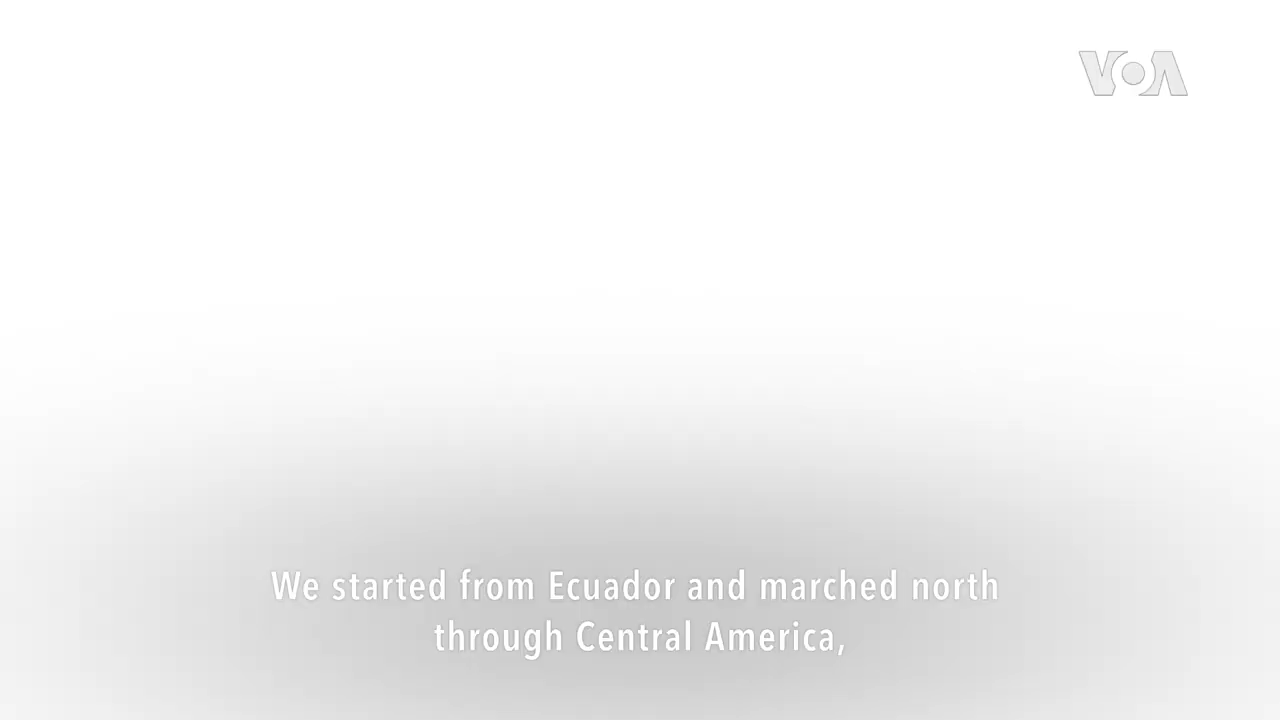 VOA
We started from Ecuador and marched north
through Central America,